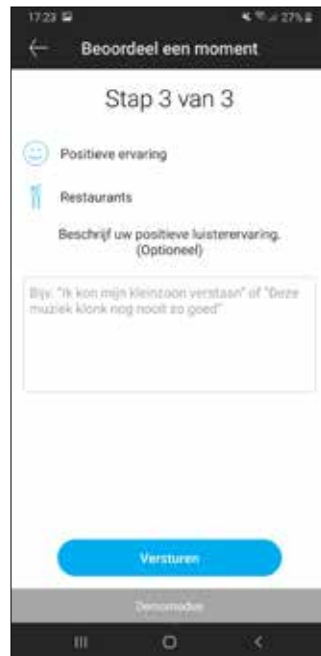 17:23 27%
Beoordeel een moment
Stap 3 van 3
Positieve ervaring
Restaurants
Beschrijf uw positieve luisterervaring.
(Optioneel)
Bijv. "Ik kon mijn kleinzoon verstaan" of "Deze
muziek klonk nog nooit zo goed"
Versturen
Demomodus